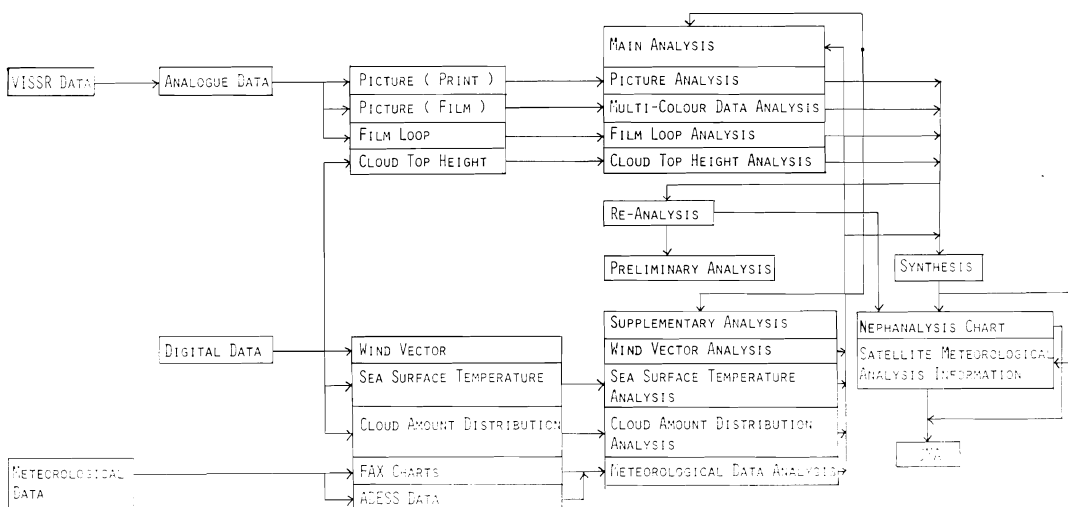 MAIN ANALYSIS
VISSR DATA
ANALOGUE DATA
PICTURE ( PRINT )
PICTURE ANALYSIS
PICTURE ( FILM )
MULTI-COLOUR DATA ANALYSIS
FILM LOOP
FILM LOOP ANALYSIS
CLOUD TOP HEIGHT
CLOUD TOP HEIGHT ANALYSIS
RE-ANALYSIS
PRELIMINARY ANALYSIS
SYNTHESIS
SUPPLEMENTARY ANALYSIS
NEPHANALYSIS CHART
DIGITAL DATA
WIND VECTOR
WIND VECTOR ANALYSIS
SATELLITE METEOROLOGICAL
ANALYSIS INFORMATION
SEA SURFACE TEMPERATURE
SEA SURFACE TEMPERATURE
ANALYSIS
CLOUD AMOUNT DISTRIBUTION
CLOUD AMOUNT DISTRIBUTION
ANALYSIS
METEOROLOGICAL
DATA
FAX CHARTS
METEOROLOGICAL DATA ANALYSIS
ADESS DATA